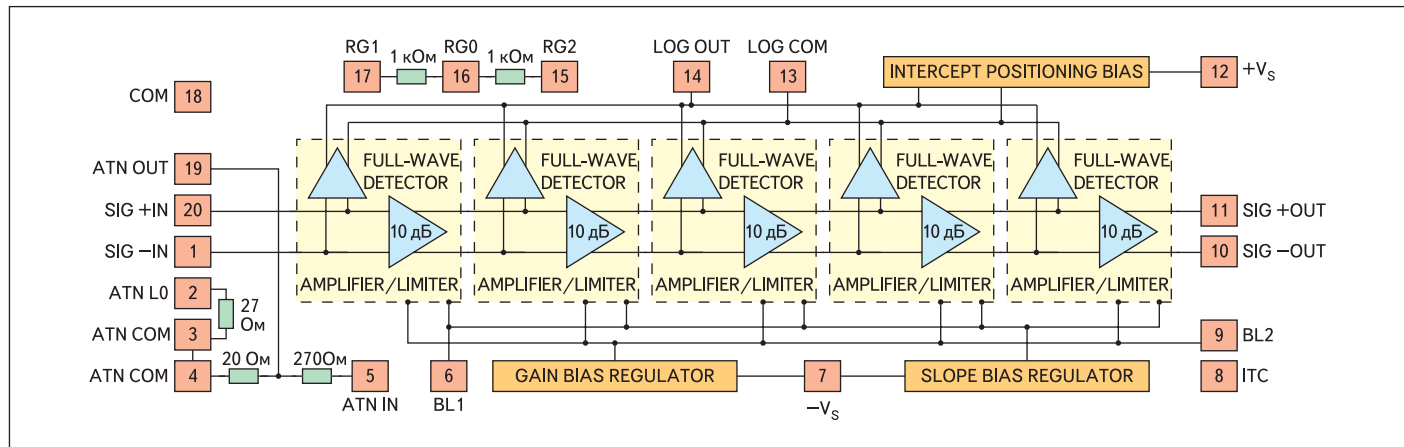 RG1 RG0 RG2 LOG OUT LOG COM
1 кОм 1 кОм
17 16 15 14 13 INTERCEPT POSITIONING BIAS 12 +VS
COM 18
ATN OUT 19
FULL-WAVE DETECTOR
FULL-WAVE DETECTOR
FULL-WAVE DETECTOR
FULL-WAVE DETECTOR
FULL-WAVE DETECTOR
SIG +IN 20
11 SIG +OUT
10 дБ 10 дБ 10 дБ 10 дБ 10 дБ
SIG −IN 1
10 SIG −OUT
ATN L0 2
AMPLIFIER/LIMITER AMPLIFIER/LIMITER AMPLIFIER/LIMITER AMPLIFIER/LIMITER AMPLIFIER/LIMITER
27 Ом
ATN COM 3
9 BL2
20 Ом 270Ом
ATN COM 4 5 6 GAIN BIAS REGULATOR 7 SLOPE BIAS REGULATOR 8 ITC
ATN IN BL1 −VS